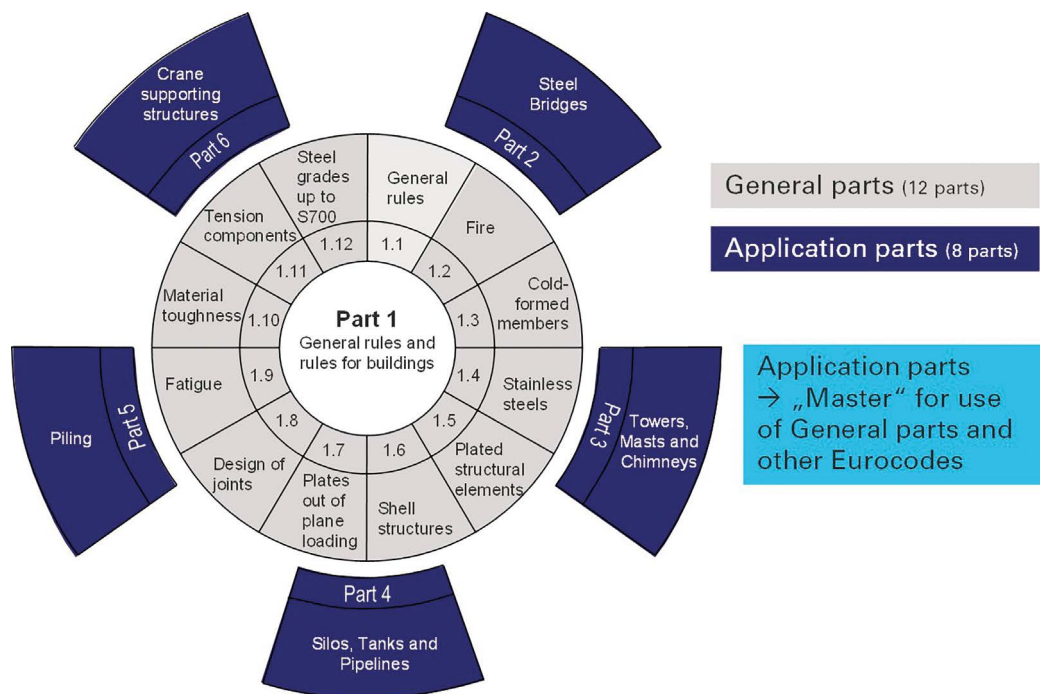 Crane
supporting
structures
Part 6
Steel
Bridges
Part 2
General parts (12 parts)
Application parts (8 parts)
Steel
grades
up to
S700
1.12
General
rules
1.1
Fire
1.2
Cold-
formed
members
1.3
Stainless
steels
1.4
Plated
structural
elements
1.5
Shell
structures
1.6
Plates
out of
plane
loading
1.7
Design of
joints
1.8
Fatigue
1.9
Material
toughness
1.10
Tension
components
1.11
Part 1
General rules and
rules for buildings
Piling
Part 5
Part 3
Towers,
Masts and
Chimneys
Part 4
Silos, Tanks and
Pipelines
Application parts
→ „Master“ for use
of General parts and
other Eurocodes